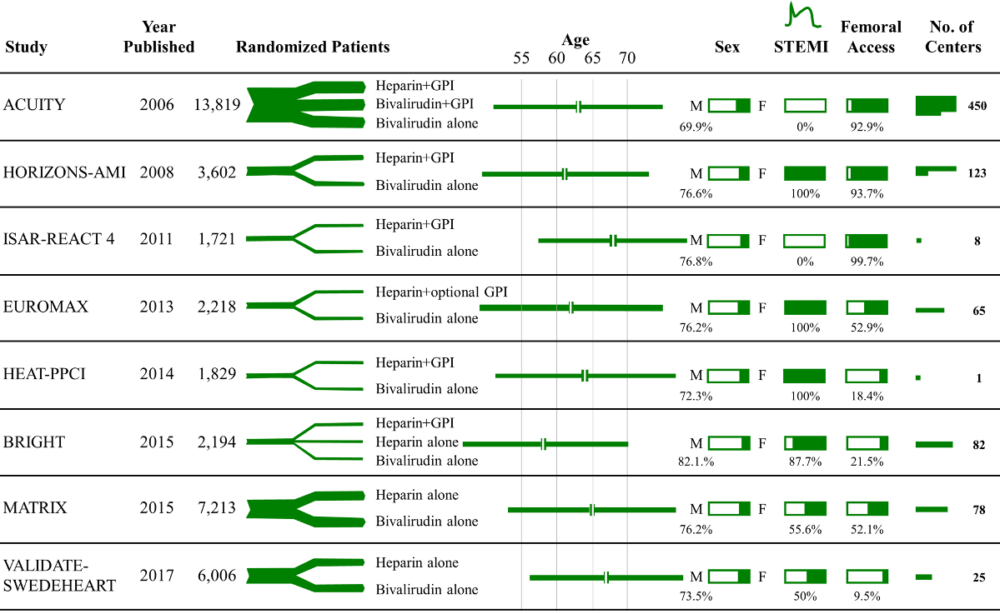 Study
Year Published
Randomized Patients
Age
55 60 65 70
Sex
STEMI
Femoral Access
No. of Centers
ACUITY 2006 13,819
Heparin+GPI
Bivalirudin+GPI
Bivalirudin alone
M F
69.9% 0% 92.9% 450
HORIZONS-AMI 2008 3,602
Heparin+GPI
Bivalirudin alone
M F
76.6% 100% 93.7% 123
ISAR-REACT 4 2011 1,721
Heparin+GPI
Bivalirudin alone
M F
76.8% 0% 99.7% 8
EUROMAX 2013 2,218
Heparin+optional GPI
Bivalirudin alone
M F
76.2% 100% 52.9% 65
HEAT-PPCI 2014 1,829
Heparin+GPI
Bivalirudin alone
M F
72.3% 100% 18.4% 1
BRIGHT 2015 2,194
Heparin+GPI
Heparin alone
Bivalirudin alone
M F
82.1.% 87.7% 21.5% 82
MATRIX 2015 7,213
Heparin alone
Bivalirudin alone
M F
76.2% 55.6% 52.1% 78
VALIDATE-
SWEDEHEART 2017 6,006
Heparin alone
Bivalirudin alone
M F
73.5% 50% 9.5% 25